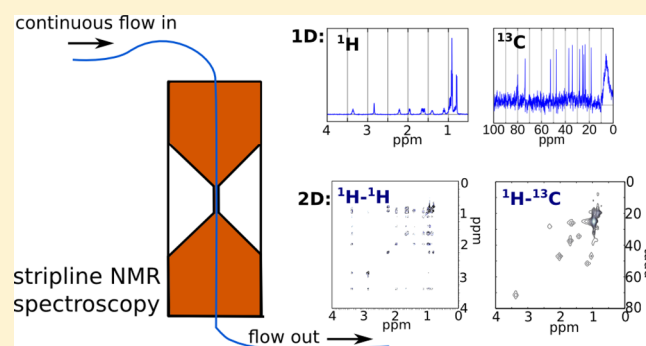 continuous flow in
1D:
¹H
4 3 2 1
ppm
¹³C
100 80 60 40 20 0
ppm
2D:
¹H-¹H
0
1
2
3
4
ppm
4 3 2 1 0
ppm
¹H-¹³C
0
20
40
60
80
4 3 2 1 0
ppm
stripline NMR
spectroscopy
flow out